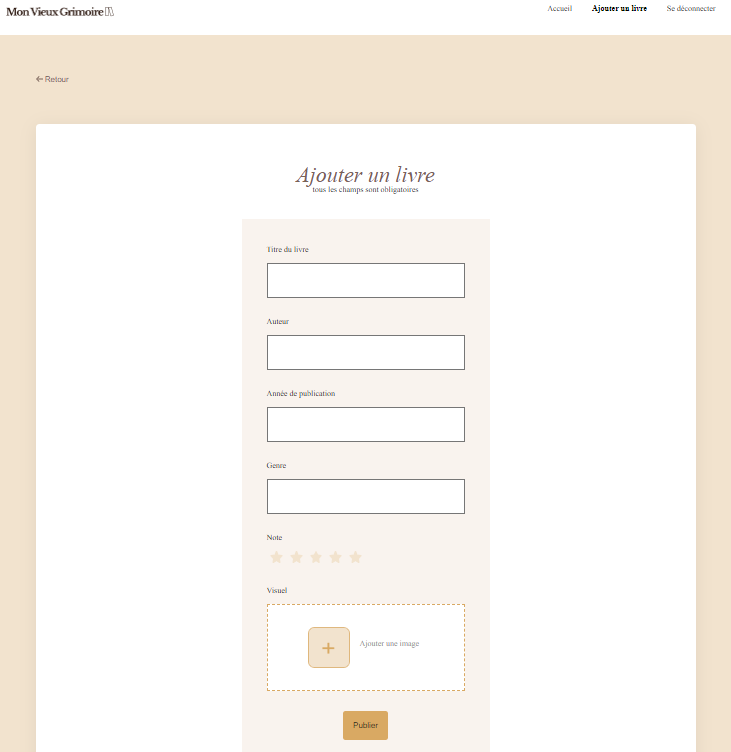 Mon Vieux Grimoire
Accueil
Ajouter un livre
Se déconnecter
Retour
Ajouter un livre
tous les champs sont obligatoires
Titre du livre
Auteur
Année de publication
Genre
Note
Visuel
+
Ajouter une image
Publier